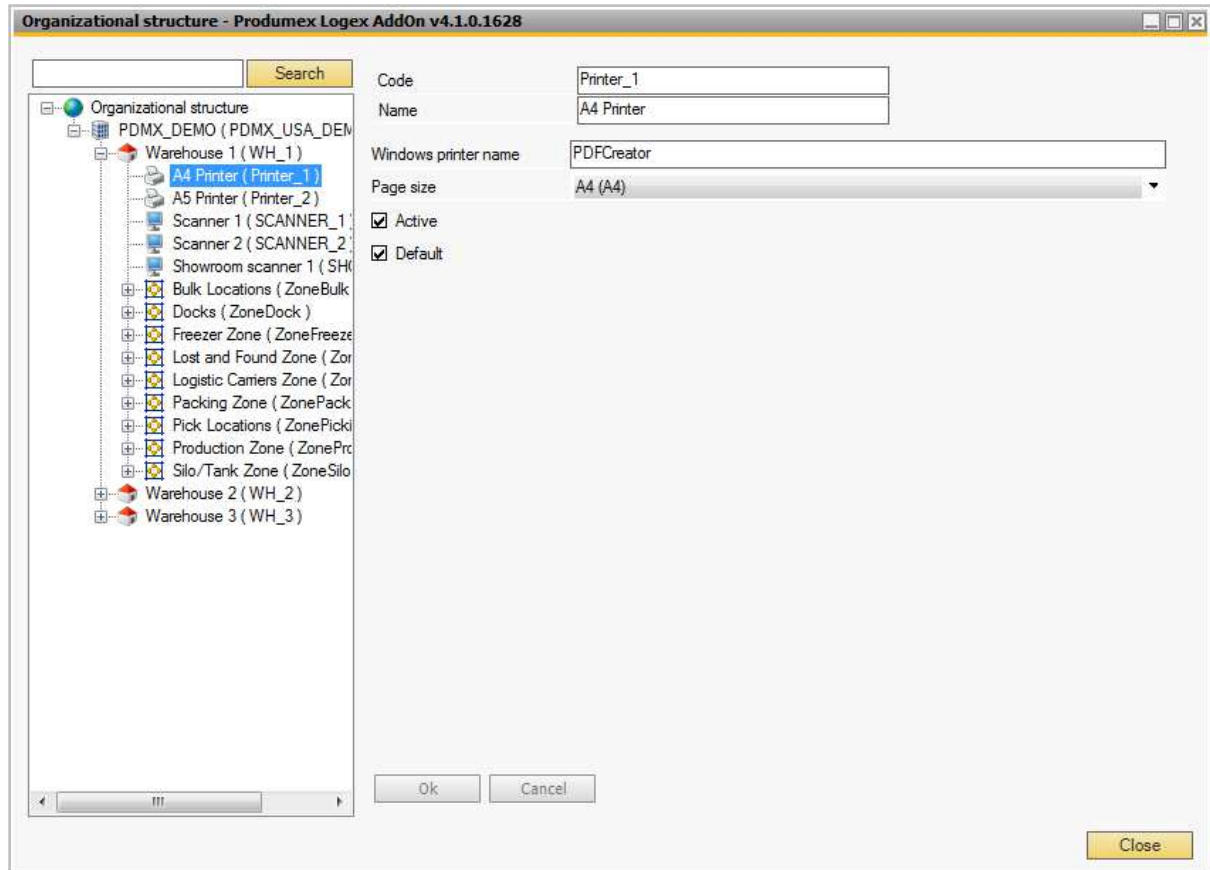 Organizational structure - Produmex Logex AddOn v4.1.0.1628
Search
Organizational structure
PDMX_DEMO ( PDMX_USA_DEM
Warehouse 1 ( WH_1 )
A4 Printer ( Printer_1 )
A5 Printer ( Printer_2 )
Scanner 1 ( SCANNER_1 )
Scanner 2 ( SCANNER_2 )
Showroom scanner 1 ( SHO
Bulk Locations ( ZoneBulk
Docks ( ZoneDock )
Freezer Zone ( ZoneFreeze
Lost and Found Zone ( Zor
Logistic Carriers Zone ( Zor
Packing Zone ( ZonePack
Pick Locations ( ZonePicki
Production Zone ( ZonePro
Silo/Tank Zone ( ZoneSilo
Warehouse 2 ( WH_2 )
Warehouse 3 ( WH_3 )
Code Printer_1
Name A4 Printer
Windows printer name PDFCreator
Page size A4 (A4)
Active
Default
Ok Cancel
Close